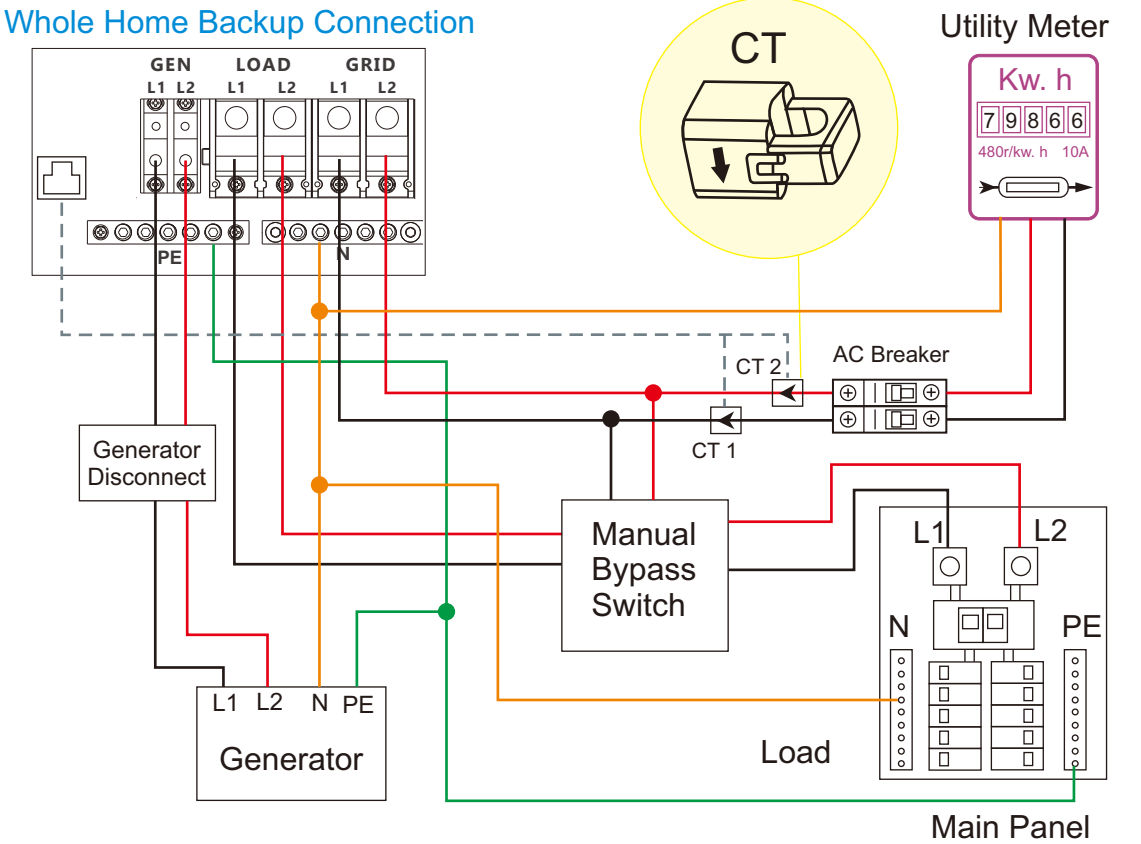 Whole Home Backup Connection
GEN LOAD GRID
L1 L2 L1 L2 L1 L2
PE
N
CT
Utility Meter
Kw. h
79866
480r/kw. h 10A
AC Breaker
CT 2
CT 1
Generator
Disconnect
Manual
Bypass
Switch
L1 L2
N PE
L1 L2 N PE
Generator
Load
Main Panel